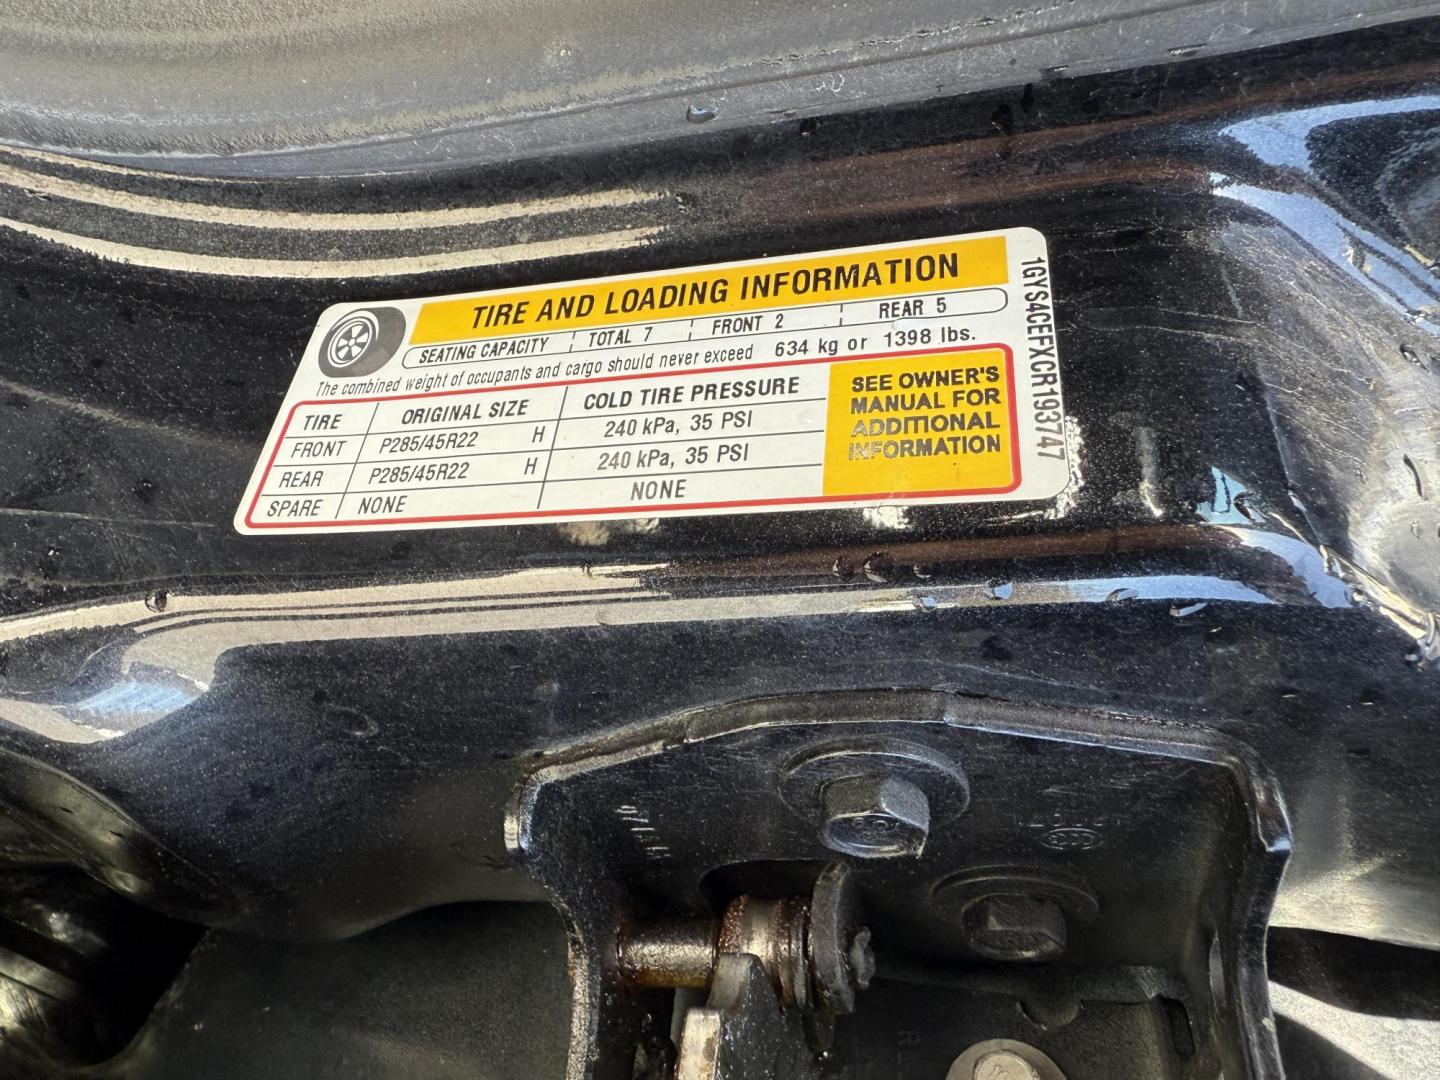 TIRE AND LOADING INFORMATION
SEATING CAPACITY TOTAL 7 FRONT 2 REAR 5
The combined weight of occupants and cargo should never exceed 634 kg or 1398 lbs.
TIRE ORIGINAL SIZE COLD TIRE PRESSURE
FRONT P285/45R22 H 240 kPa, 35 PSI
REAR P285/45R22 H 240 kPa, 35 PSI
SPARE NONE NONE
SEE OWNER'S
MANUAL FOR
ADDITIONAL
INFORMATION
1GYS4CEFXCR193747